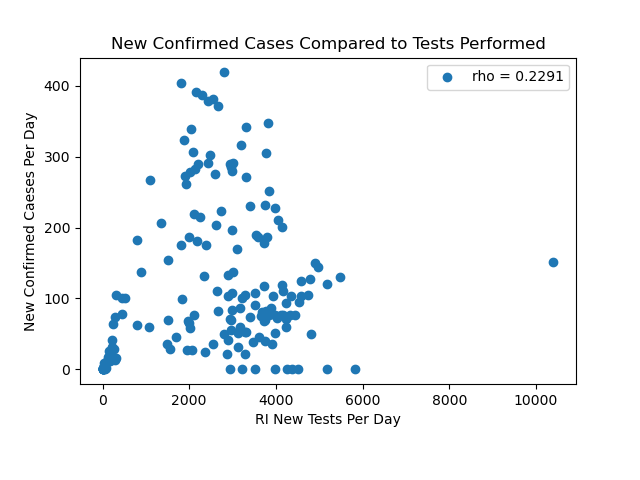 New Confirmed Cases Compared to Tests Performed
rho = 0.2291
New Confirmed Caeses Per Day
400
300
200
100
0
0
2000
4000
6000
8000
10000
RI New Tests Per Day